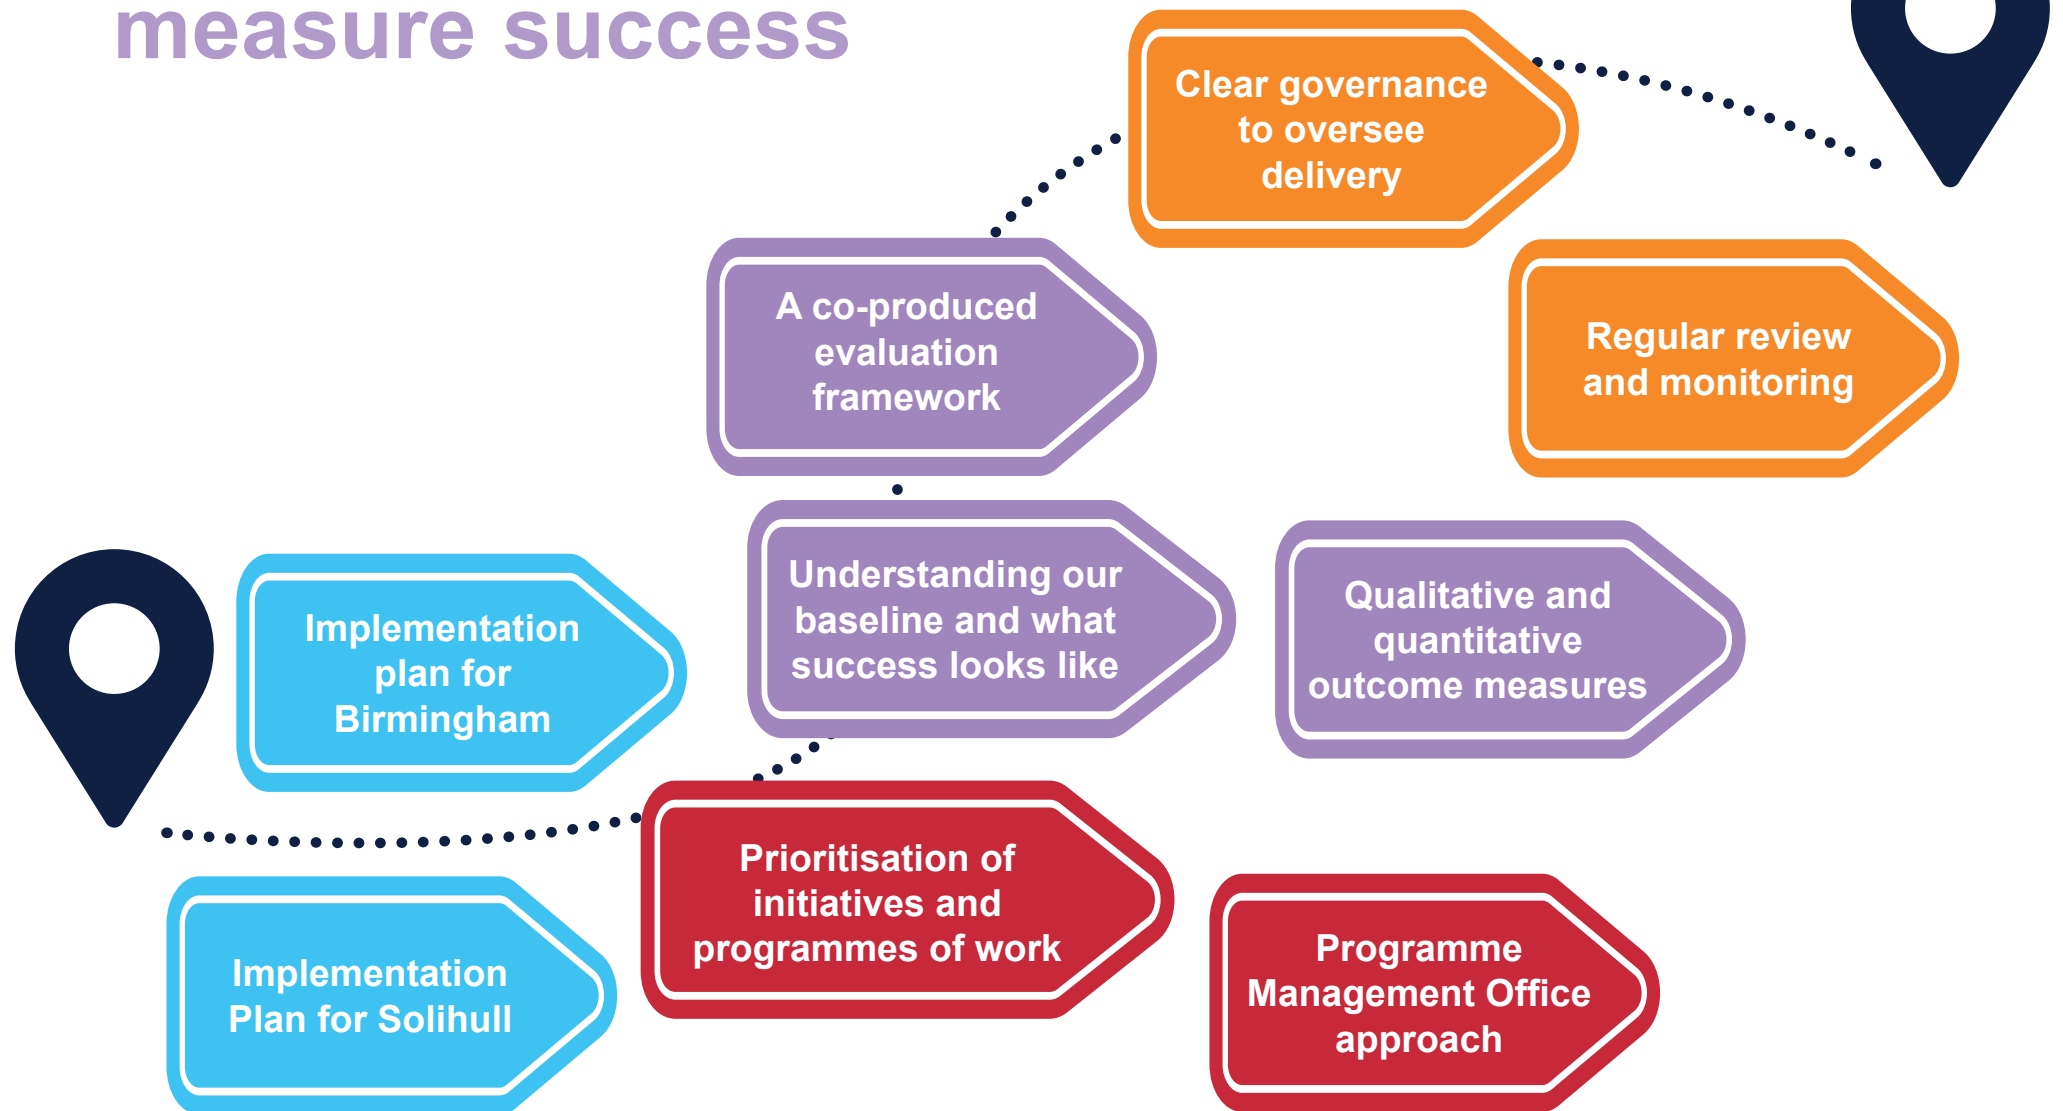 measure success
Clear governance
to oversee
delivery
A co-produced
evaluation
framework
Regular review
and monitoring
Understanding our
baseline and what
success looks like
Qualitative and
quantitative
outcome measures
Implementation
plan for
Birmingham
Prioritisation of
initiatives and
programmes of work
Programme
Management Office
approach
Implementation
Plan for Solihull